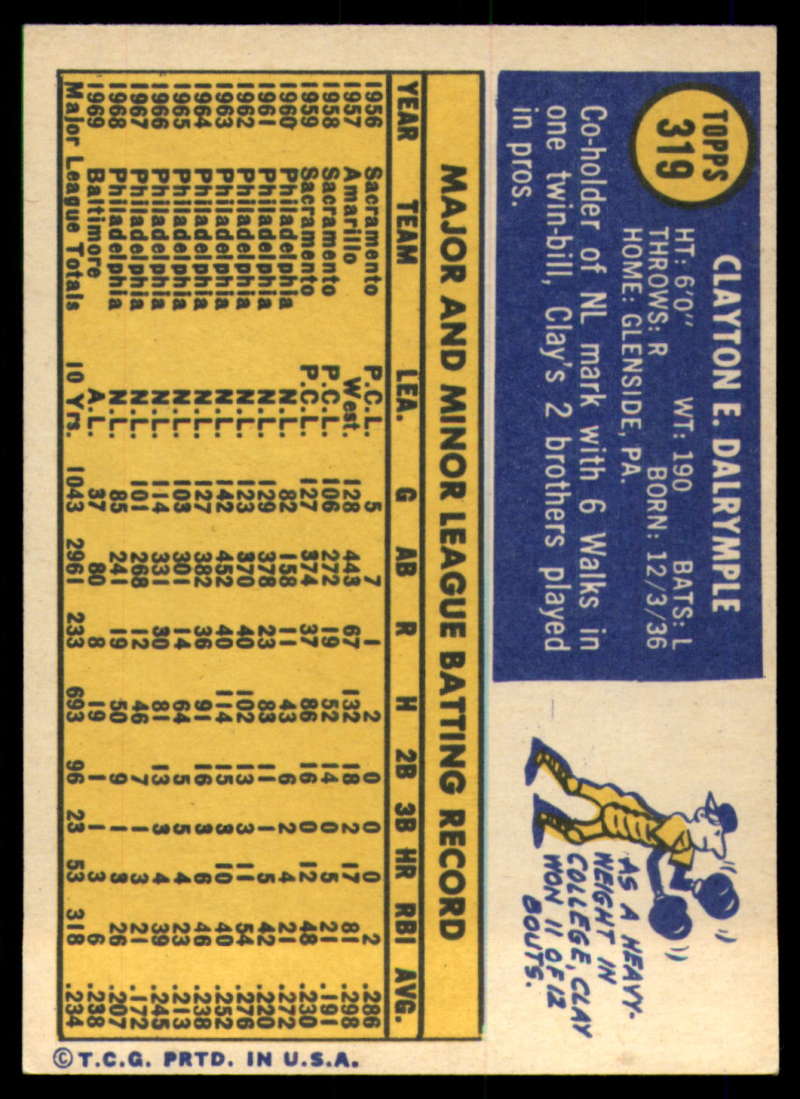 TOPPS
319
CLAYTON E. DALRYMPLE
HT: 6'0" WT: 190 BATS: L
THROWS: R BORN: 12/3/36
HOME: GLENSIDE, PA.
Co-holder of NL mark with 6 Walks in
one twin-bill, Clay's 2 brothers played
in pros.
AS A HEAVY-
WEIGHT IN
COLLEGE, CLAY
WON 11 OF 12
BOUTS.
MAJOR AND MINOR LEAGUE BATTING RECORD
YEAR TEAM LEA. G AB R H 2B 3B HR RBI AVG.
1956 Sacramento P.C.L. 5 7 1 2 0 0 0 2 .286
1957 Amarillo West. 128 443 67 132 18 2 17 81 .298
1958 Sacramento P.C.L. 106 272 19 52 14 0 5 21 .191
1959 Sacramento P.C.L. 127 374 37 86 16 0 12 48 .230
1960 Philadelphia N.L. 82 158 11 43 6 2 4 21 .272
1961 Philadelphia N.L. 129 378 23 83 11 1 5 42 .220
1962 Philadelphia N.L. 123 370 40 102 13 3 11 54 .276
1963 Philadelphia N.L. 142 452 40 114 15 3 10 40 .252
1964 Philadelphia N.L. 127 382 36 91 16 3 6 46 .238
1965 Philadelphia N.L. 103 301 14 64 5 5 4 23 .213
1966 Philadelphia N.L. 114 331 30 81 13 3 4 39 .245
1967 Philadelphia N.L. 101 268 12 46 7 1 3 21 .172
1968 Philadelphia N.L. 85 241 19 50 9 1 3 26 .207
1969 Baltimore A.L. 37 80 8 19 1 1 3 6 .238
Major League Totals 10 Yrs. 1043 2961 233 693 96 23 53 318 .234
© T.C.G. PRTD. IN U.S.A.